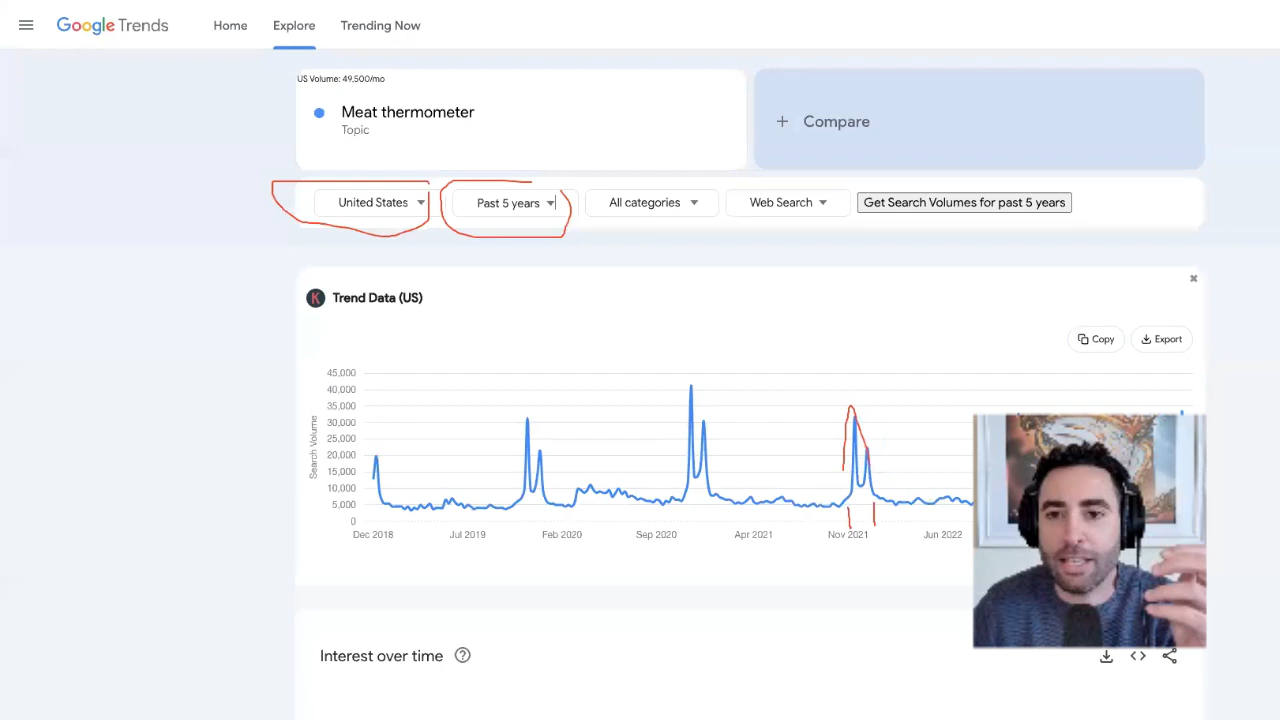 Google Trends Home Explore Trending Now
US Volume: 49,500/mo
Meat thermometer
Topic
+ Compare
United States Past 5 years All categories Web Search Get Search Volumes for past 5 years
K Trend Data (US)
Copy Export
45,000
40,000
35,000
30,000
25,000
20,000
15,000
10,000
5,000
0
Search Volume
Dec 2018 Jul 2019 Feb 2020 Sep 2020 Apr 2021 Nov 2021 Jun 2022
Interest over time